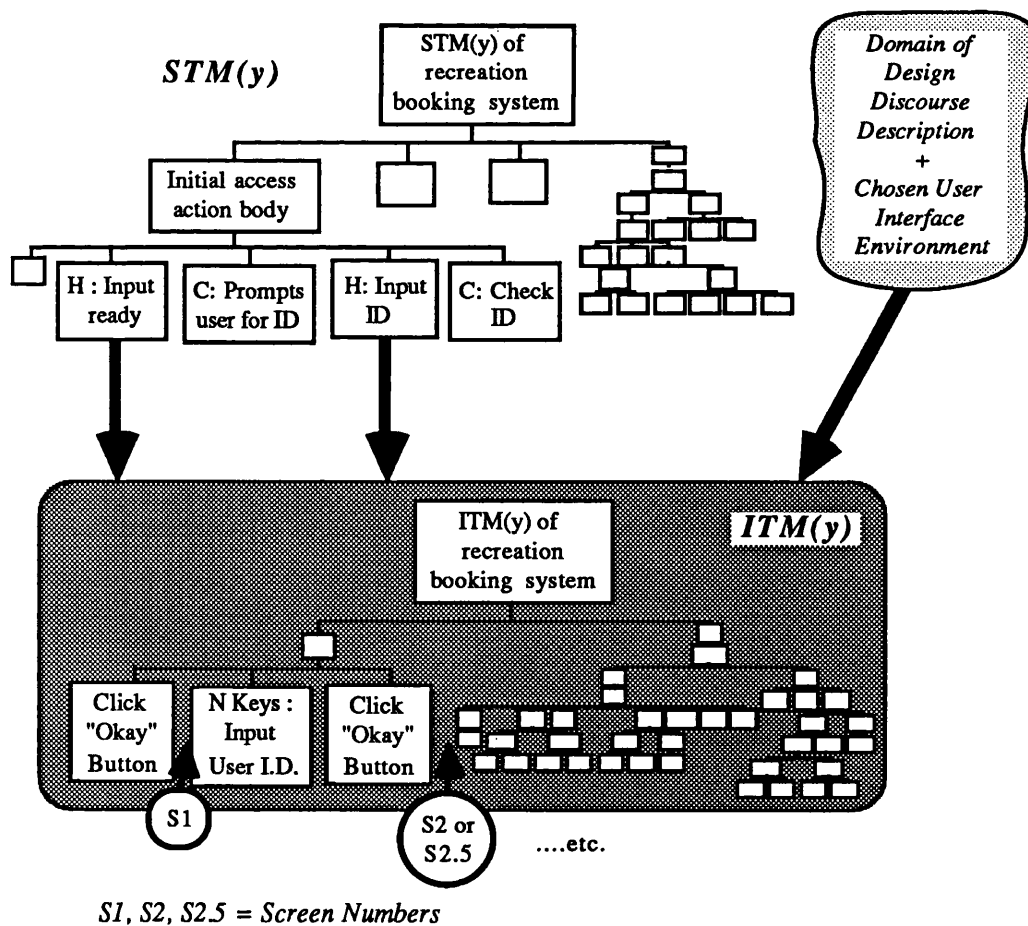 STM(y)
STM(y) of
recreation
booking system
Domain of
Design
Discourse
Description
+
Chosen User
Interface
Environment
Initial access
action body
H : Input
ready
C: Prompts
user for ID
H: Input
ID
C: Check
ID
ITM(y)
ITM(y) of
recreation
booking system
Click
"Okay"
Button
N Keys :
Input
User I.D.
Click
"Okay"
Button
S1
S2 or
S2.5
....etc.
S1, S2, S2.5 = Screen Numbers